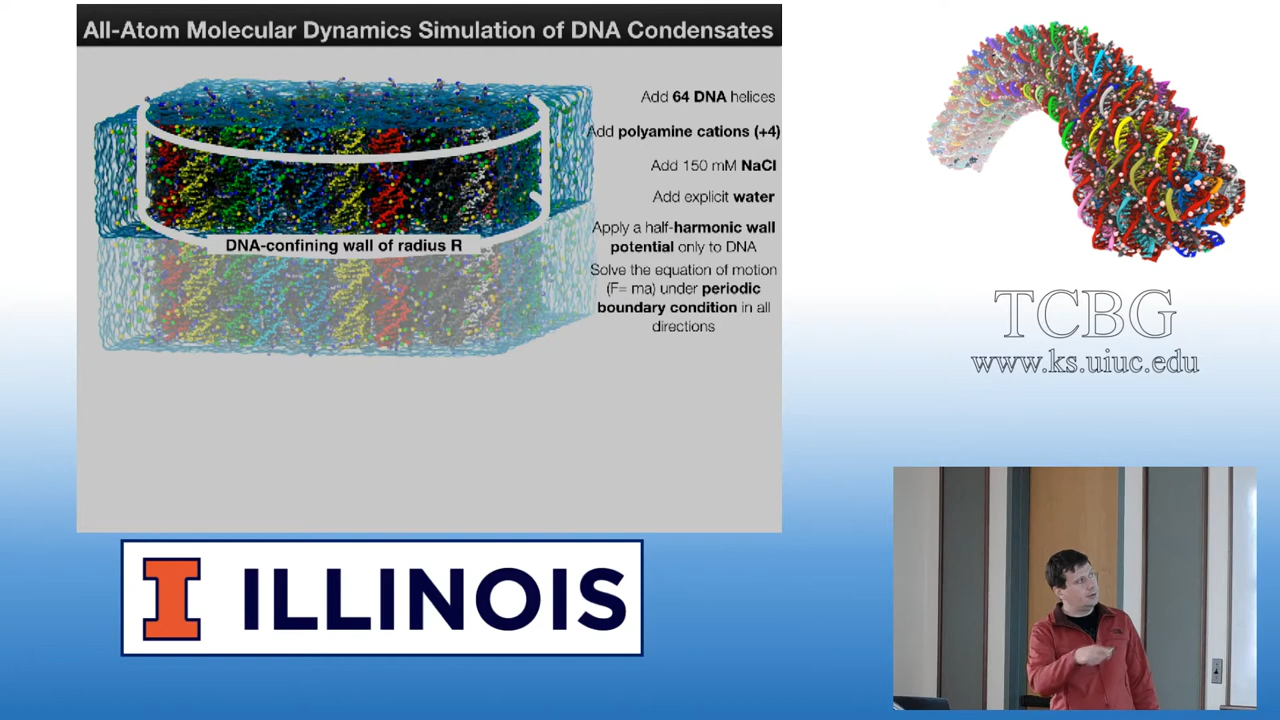 All-Atom Molecular Dynamics Simulation of DNA Condensates
Add 64 DNA helices
Add polyamine cations (+4)
Add 150 mM NaCl
Add explicit water
Apply a half-harmonic wall
potential only to DNA
Solve the equation of motion
(F= ma) under periodic
boundary condition in all
directions
DNA-confining wall of radius R
TCBG
www.ks.uiuc.edu
I ILLINOIS